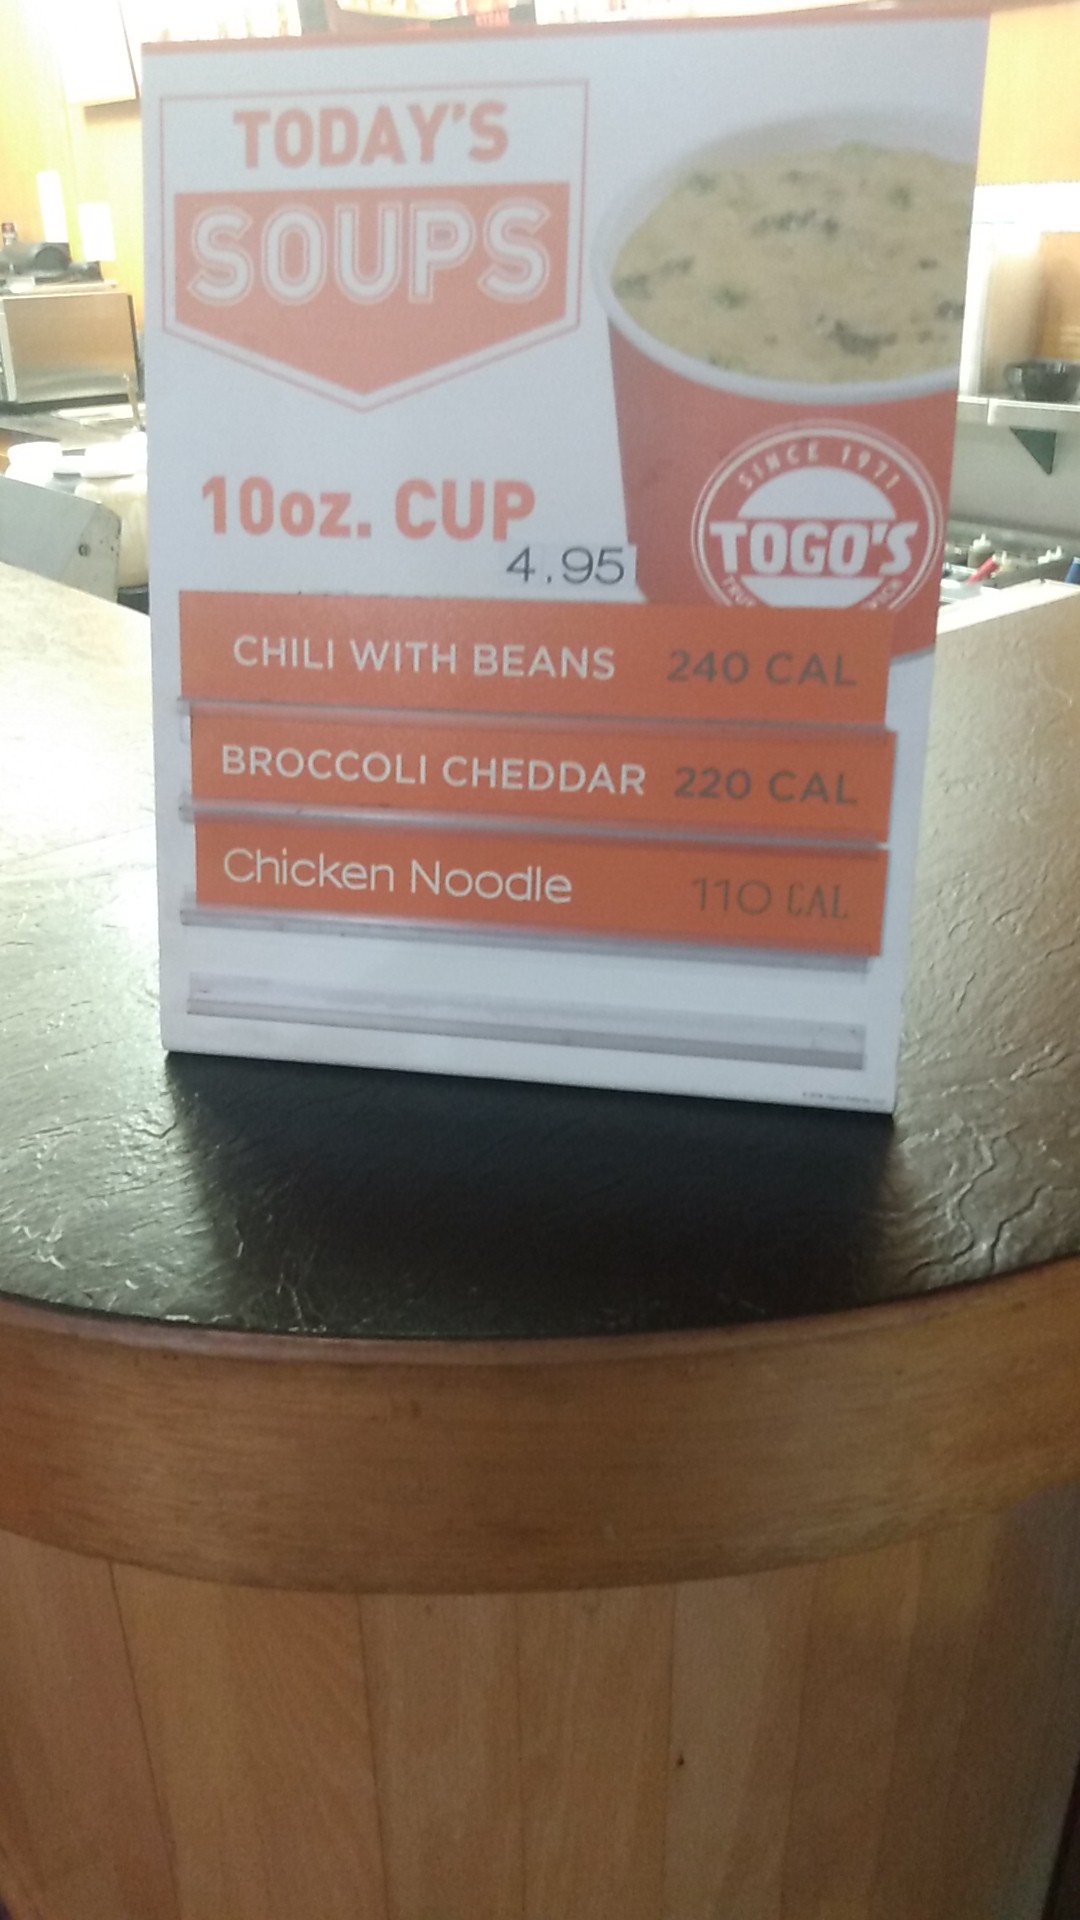 TODAY'S
SOUPS
10oz. CUP
4.95
SINCE 1971
TOGO'S
CHILI WITH BEANS 240 CAL
BROCCOLI CHEDDAR 220 CAL
Chicken Noodle 110 CAL